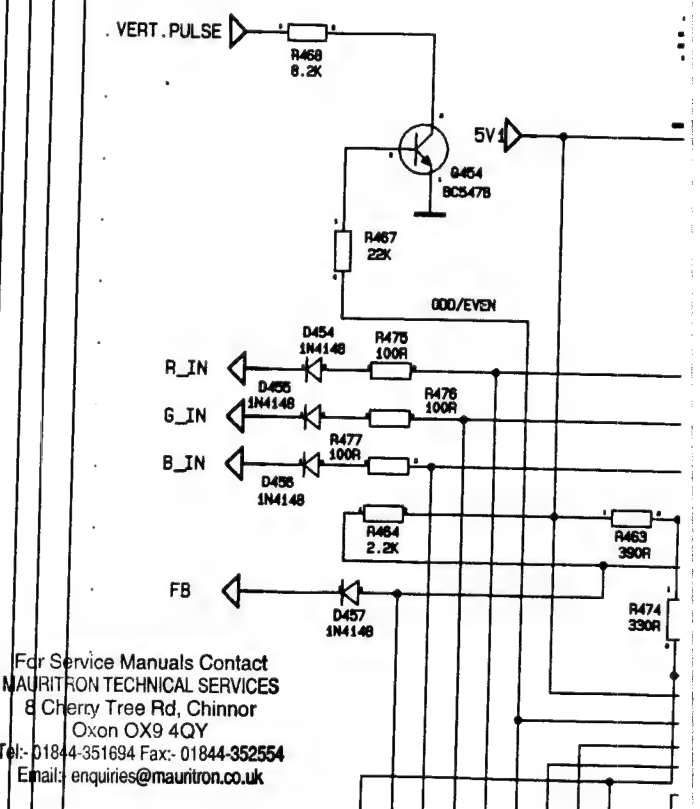 VERT.PULSE
R468
8.2K
5V1
Q454
BC547B
R467
22K
ODD/EVEN
D454
1N4148
R475
100R
R_IN
D455
1N4148
R476
100R
G_IN
R477
100R
B_IN
D456
1N4148
R464
2.2K
R463
390R
FB
D457
1N4148
R474
330R
For Service Manuals Contact
MAURITRON TECHNICAL SERVICES
8 Cherry Tree Rd, Chinnor
Oxon OX9 4QY
Tel:- 01844-351694 Fax:- 01844-352554
Email:- enquiries@mauritron.co.uk